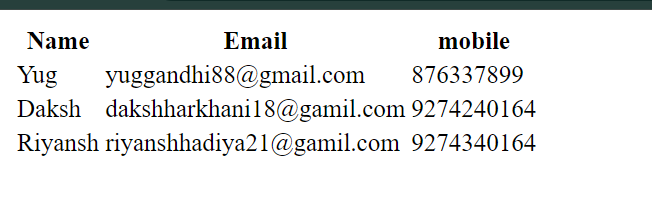 Name Email mobile
Yug yuggandhi88@gmail.com 876337899
Daksh dakshharkhani18@gamil.com 9274240164
Riyansh riyanshhadiya21@gamil.com 9274340164